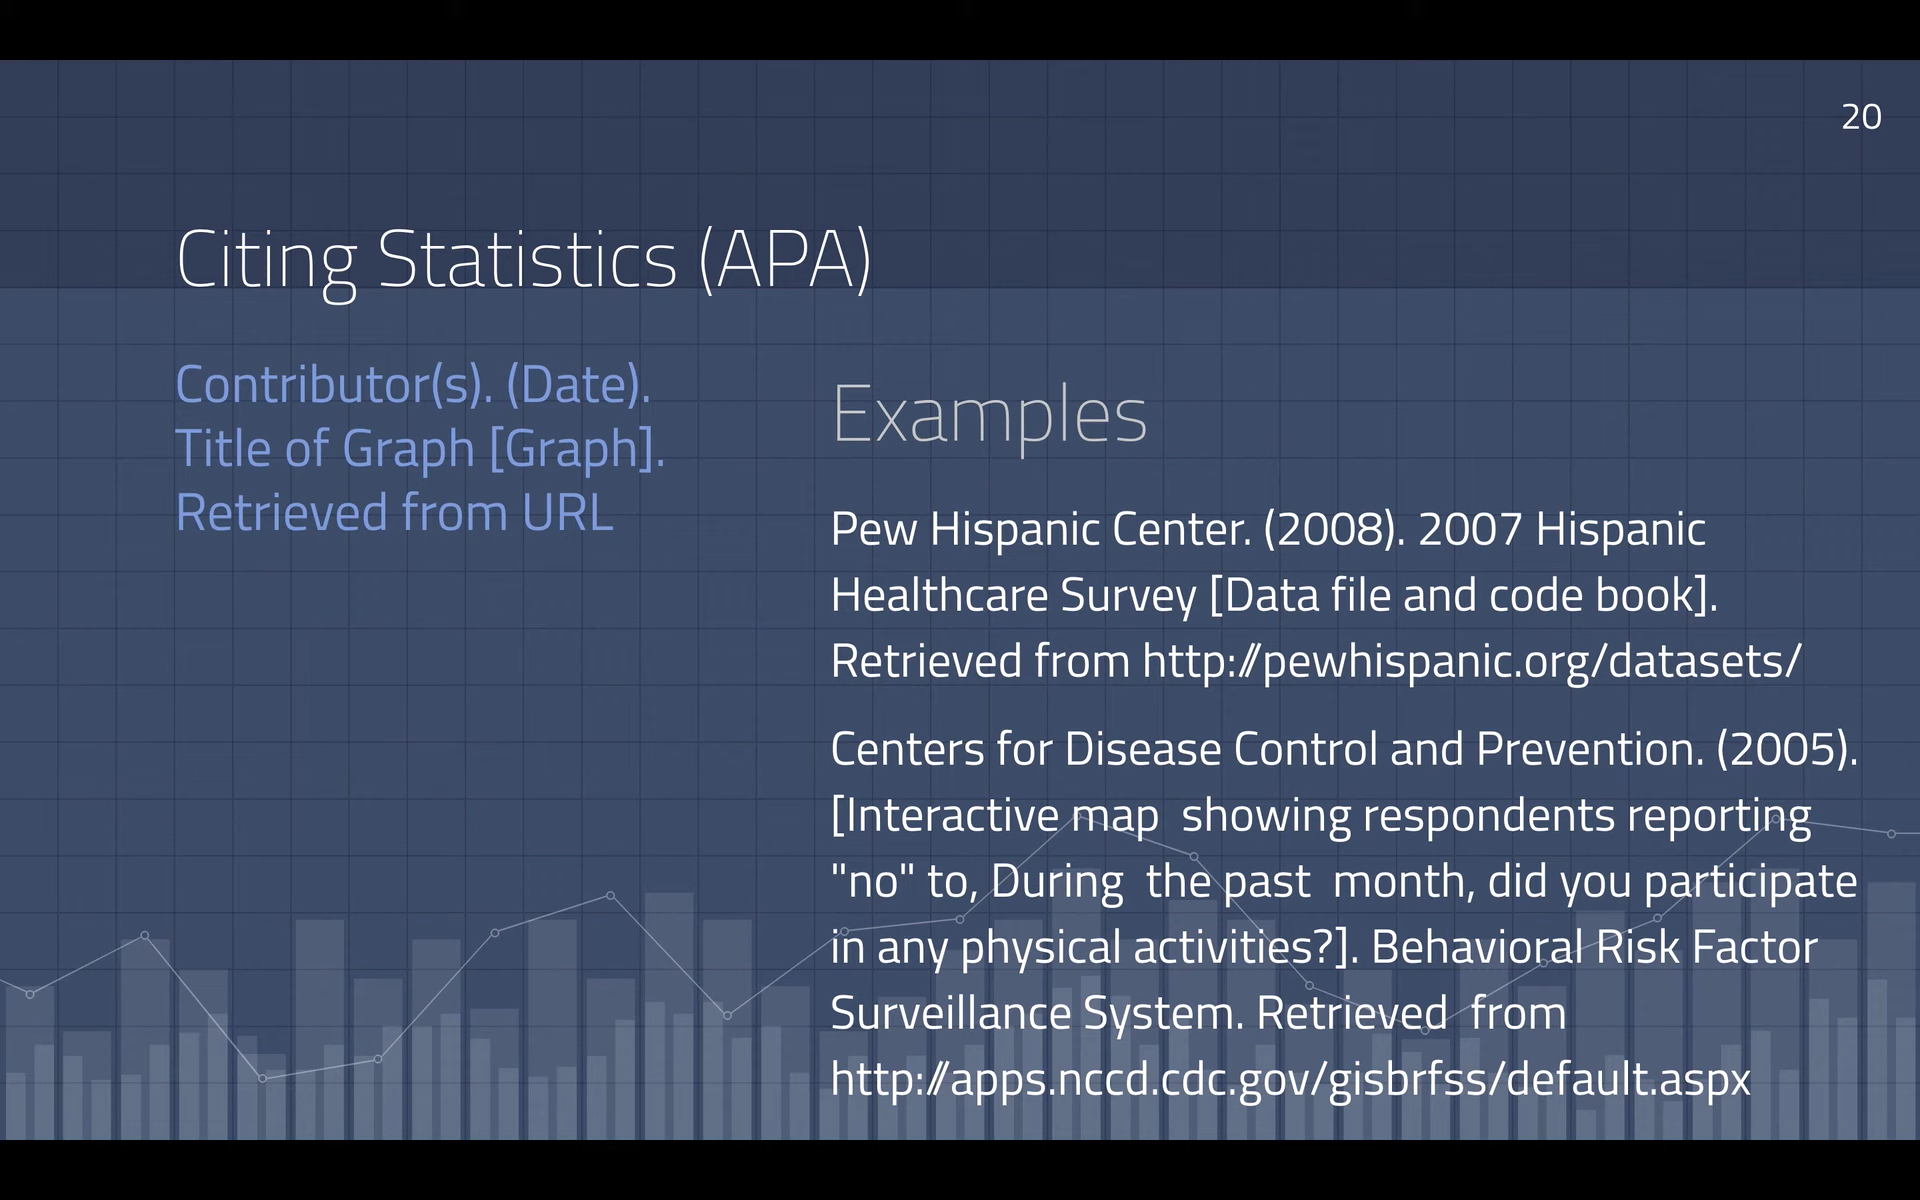 20
Citing Statistics (APA)
Contributor(s). (Date).
Title of Graph [Graph].
Retrieved from URL
Examples
Pew Hispanic Center. (2008). 2007 Hispanic
Healthcare Survey [Data file and code book].
Retrieved from http://pewhispanic.org/datasets/
Centers for Disease Control and Prevention. (2005).
[Interactive map  showing respondents reporting
"no" to, During  the past  month, did you participate
in any physical activities?]. Behavioral Risk Factor
Surveillance System. Retrieved  from
http://apps.nccd.cdc.gov/gisbrfss/default.aspx